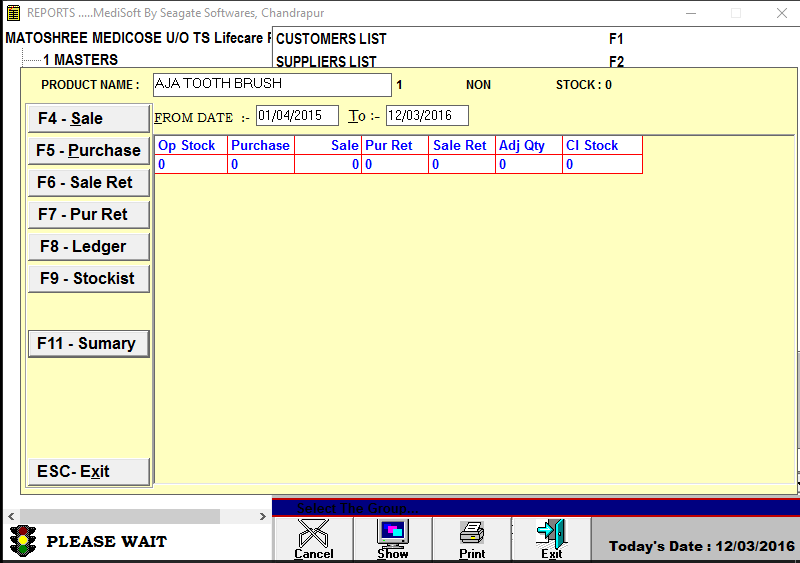 REPORTS .....MediSoft By Seagate Softwares, Chandrapur
MATOSHREE MEDICOSE U/O TS Lifecare
CUSTOMERS LIST F1
1 MASTERS
SUPPLIERS LIST F2
PRODUCT NAME : AJA TOOTH BRUSH 1 NON STOCK : 0
F4 - Sale
FROM DATE :- 01/04/2015 To :- 12/03/2016
F5 - Purchase
F6 - Sale Ret
F7 - Pur Ret
F8 - Ledger
F9 - Stockist
F11 - Sumary
ESC- Exit
Op Stock Purchase Sale Pur Ret Sale Ret Adj Qty Cl Stock
0 0 0 0 0 0 0
Select The Group...
PLEASE WAIT
Cancel Show Print Exit
Today's Date : 12/03/2016